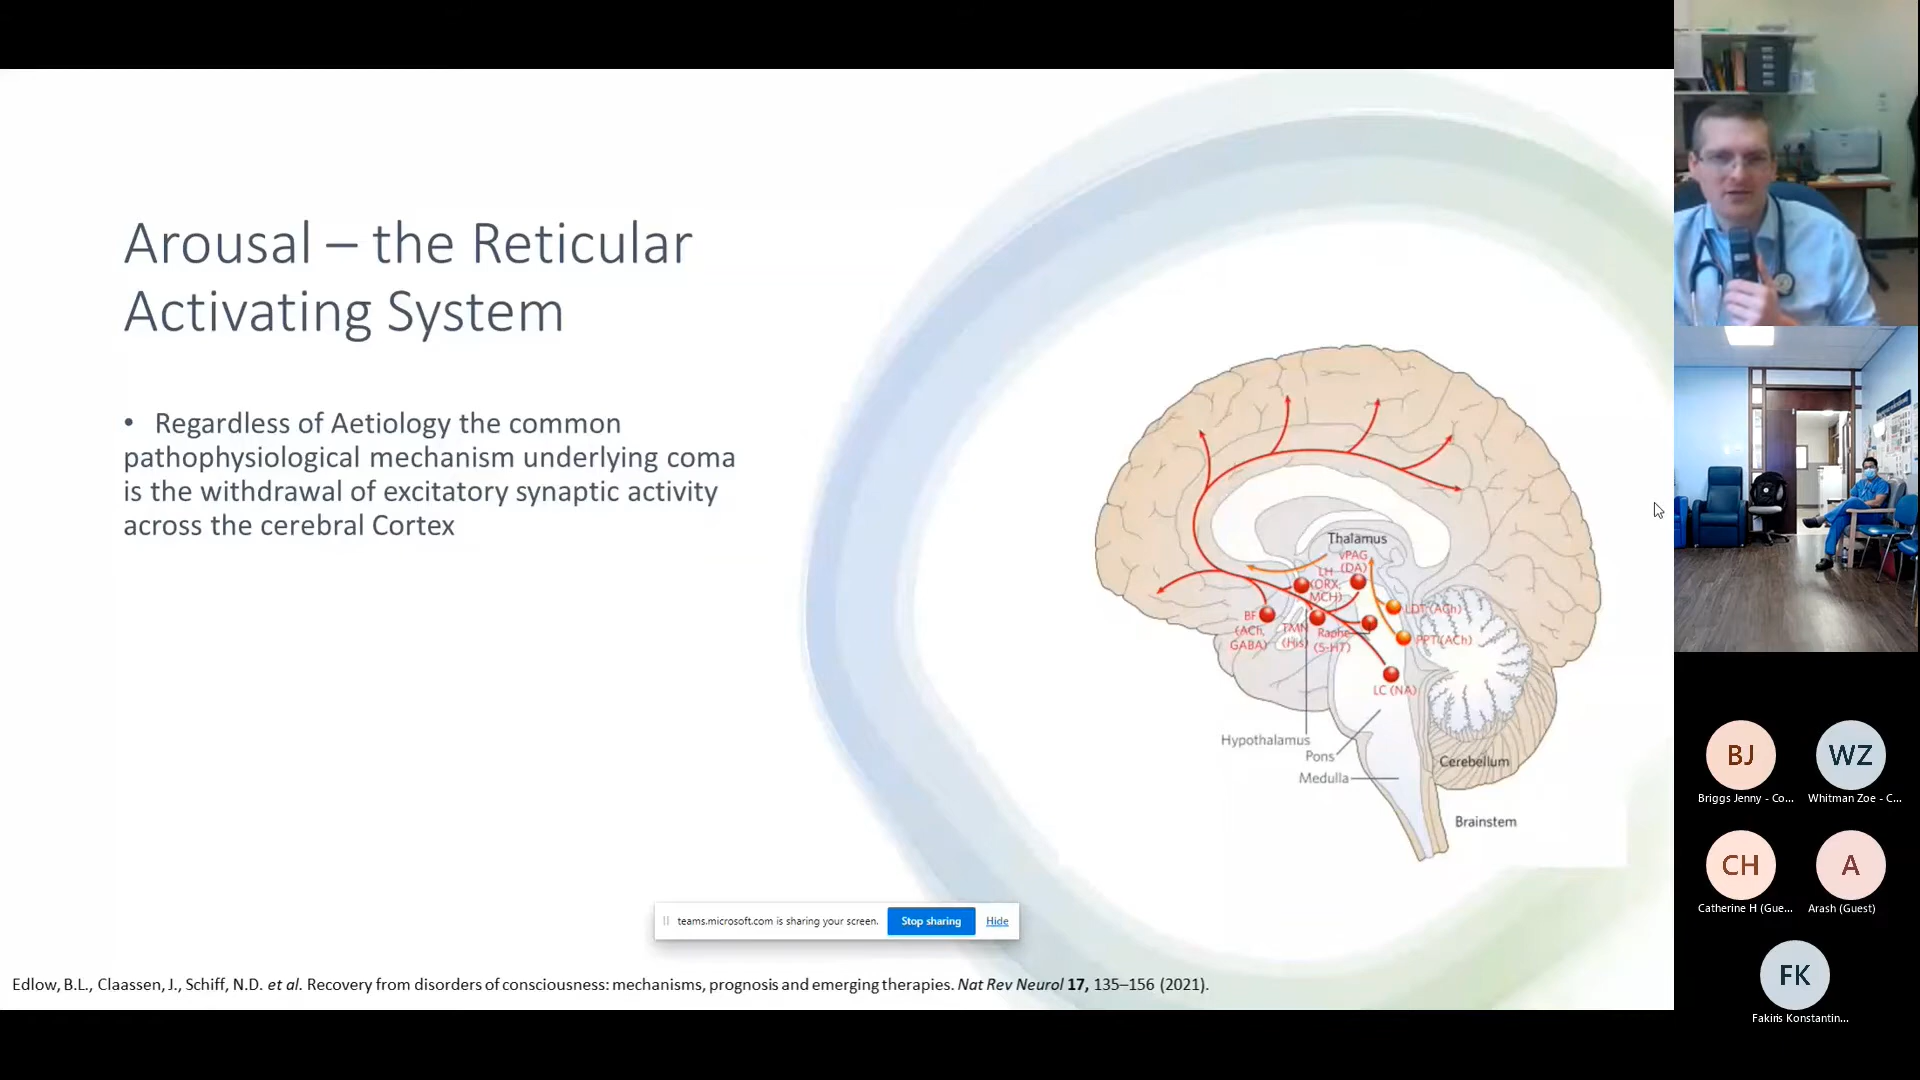 Arousal – the Reticular
Activating System
• Regardless of Aetiology the common
pathophysiological mechanism underlying coma
is the withdrawal of excitatory synaptic activity
across the cerebral Cortex
Thalamus
vPAG
(DA)
LH
(ORX,
MCH)
LDT (ACh)
BF
(ACh,
GABA)
TMN
(His)
Raphe
(5-HT)
PPT (ACh)
LC (NA)
Hypothalamus
Pons
Medulla
Cerebellum
Brainstem
teams.microsoft.com is sharing your screen.
Stop sharing
Hide
Edlow, B.L., Claassen, J., Schiff, N.D. et al. Recovery from disorders of consciousness: mechanisms, prognosis and emerging therapies. Nat Rev Neurol 17, 135–156 (2021).
BJ
WZ
Briggs Jenny - Co...
Whitman Zoe - C...
CH
A
Catherine H (Gue...
Arash (Guest)
FK
Fakiris Konstantin...